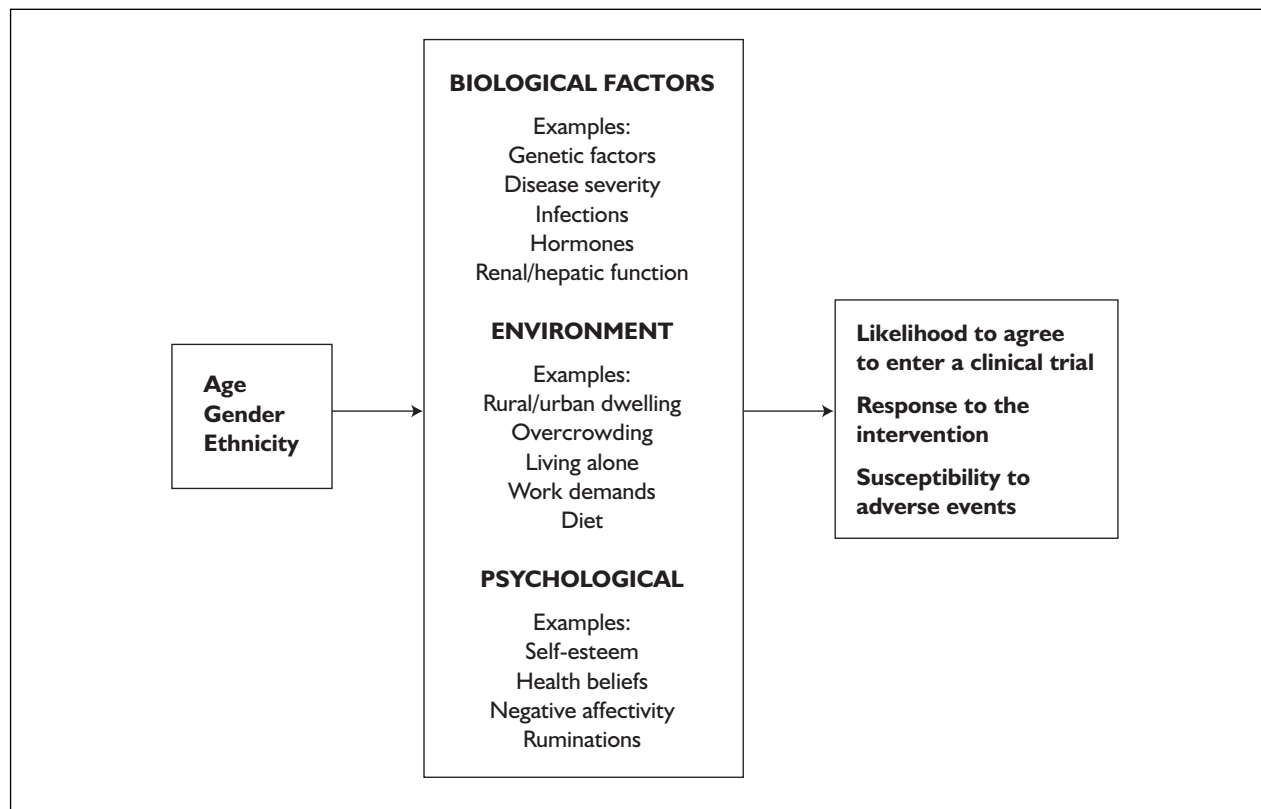 Age
Gender
Ethnicity
BIOLOGICAL FACTORS
Examples:
Genetic factors
Disease severity
Infections
Hormones
Renal/hepatic function
ENVIRONMENT
Examples:
Rural/urban dwelling
Overcrowding
Living alone
Work demands
Diet
PSYCHOLOGICAL
Examples:
Self-esteem
Health beliefs
Negative affectivity
Ruminations
Likelihood to agree
to enter a clinical trial
Response to the
intervention
Susceptibility to
adverse events